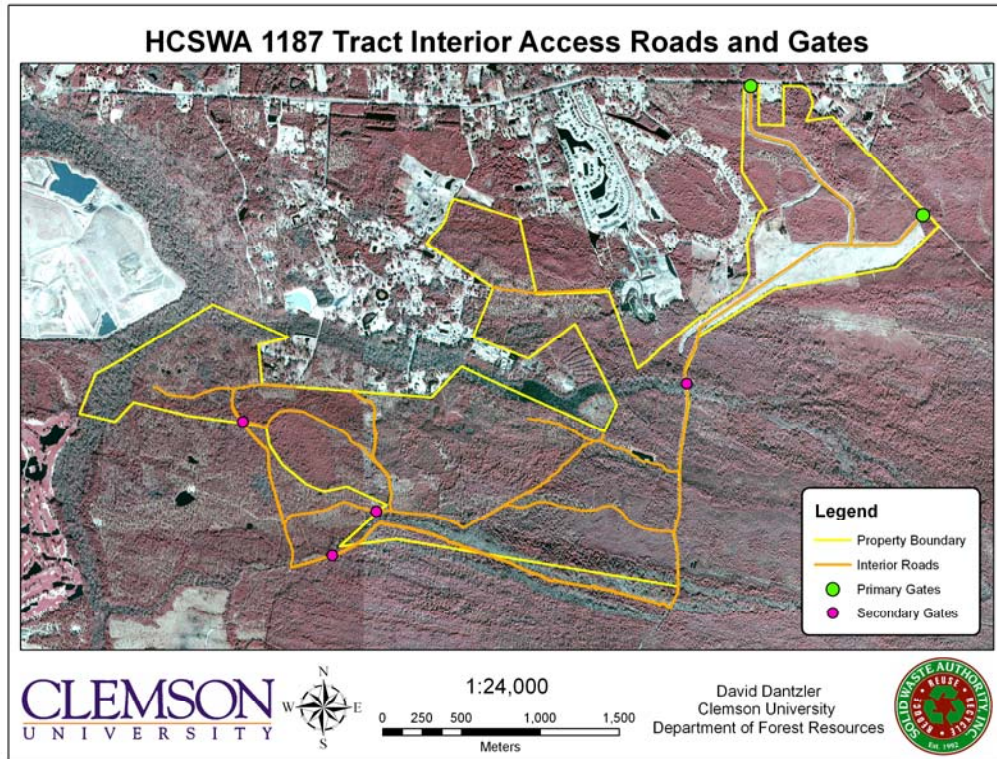 HCSWA 1187 Tract Interior Access Roads and Gates
Legend
Property Boundary
Interior Roads
Primary Gates
Secondary Gates
CLEMSON
UNIVERSITY
N
W
E
S
1:24,000
0 250 500 1,000 1,500
Meters
David Dantzler
Clemson University
Department of Forest Resources
SOLID WASTE AUTHORITY, INC.
REDUCE • REUSE • RECYCLE
Est. 1992